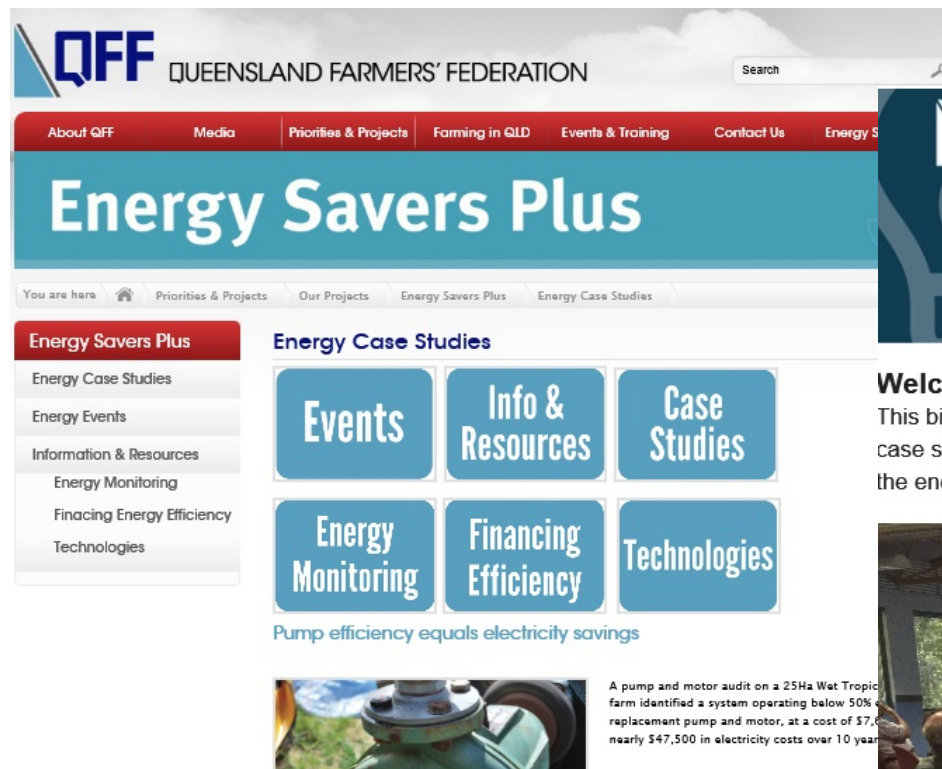 QFF QUEENSLAND FARMERS' FEDERATION
Search
About QFF Media Priorities & Projects Farming in QLD Events & Training Contact Us Energy S
Energy Savers Plus
You are here Priorities & Projects Our Projects Energy Savers Plus Energy Case Studies
Energy Savers Plus
Energy Case Studies
Energy Events
Information & Resources
Energy Monitoring
Finacing Energy Efficiency
Technologies
Energy Case Studies
Events
Info &
Resources
Case
Studies
Energy
Monitoring
Financing
Efficiency
Technologies
Pump efficiency equals electricity savings
A pump and motor audit on a 25Ha Wet Tropic
farm identified a system operating below 50%
replacement pump and motor, at a cost of $7,
nearly $47,500 in electricity costs over 10 year
Welc
This bi
case s
the en